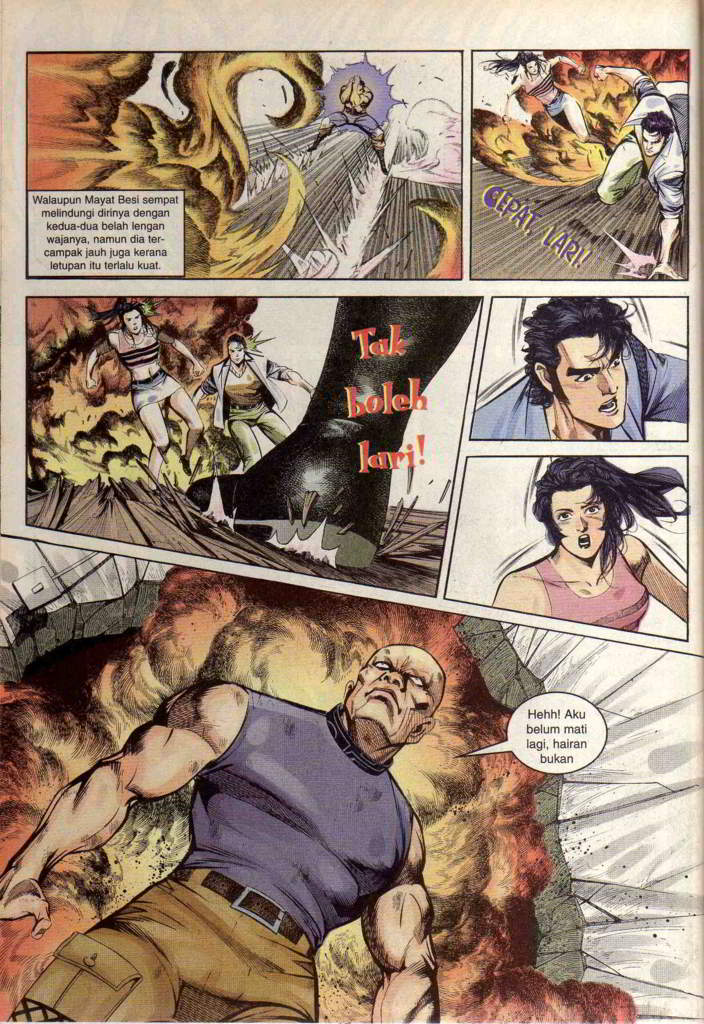 Walaupun Mayat Besi sempat
melindungi dirinya dengan
kedua-dua belah lengan
wajanya, namun dia ter-
campak jauh juga kerana
letupan itu terlalu kuat.
CEPAT, LARI!
Tak
boleh
lari!
Hehh! Aku
belum mati
lagi, hairan
bukan